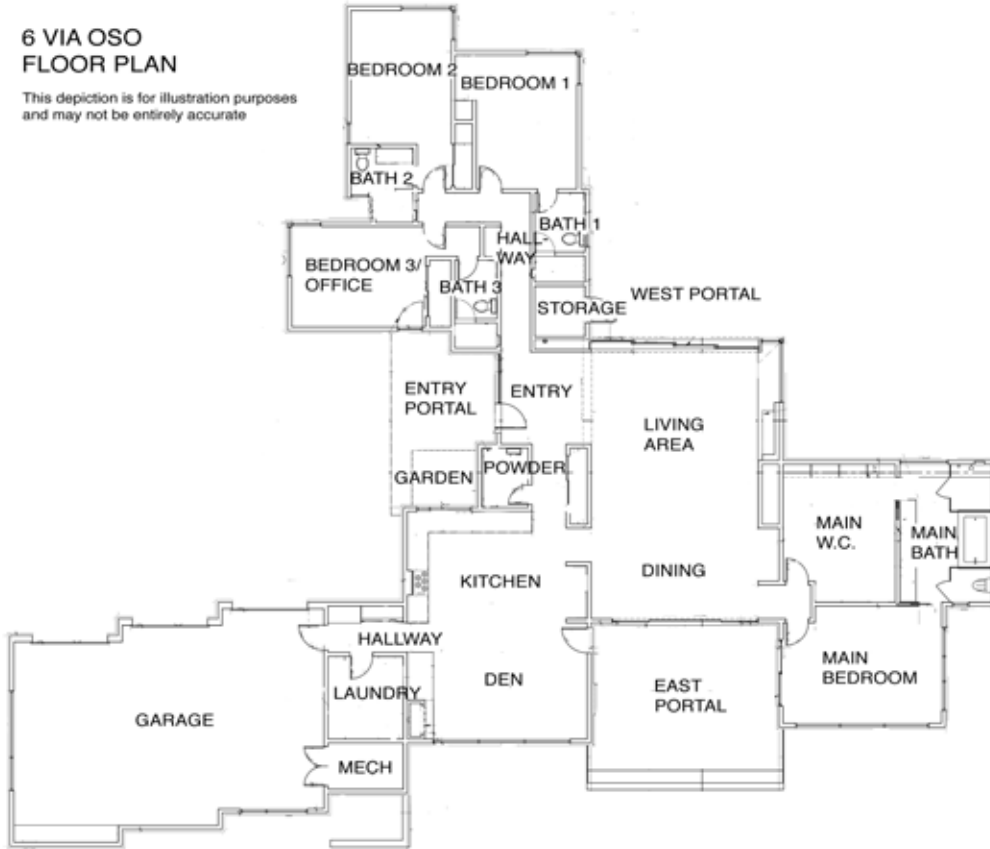 6 VIA OSO
FLOOR PLAN
This depiction is for illustration purposes
and may not be entirely accurate
BEDROOM 2
BEDROOM 1
BATH 2
BATH 1
HALL-
WAY
BEDROOM 3/
OFFICE
BATH 3
STORAGE
WEST PORTAL
ENTRY
PORTAL
ENTRY
LIVING
AREA
GARDEN
POWDER
MAIN
W.C.
MAIN
BATH
KITCHEN
DINING
HALLWAY
LAUNDRY
DEN
EAST
PORTAL
MAIN
BEDROOM
GARAGE
MECH